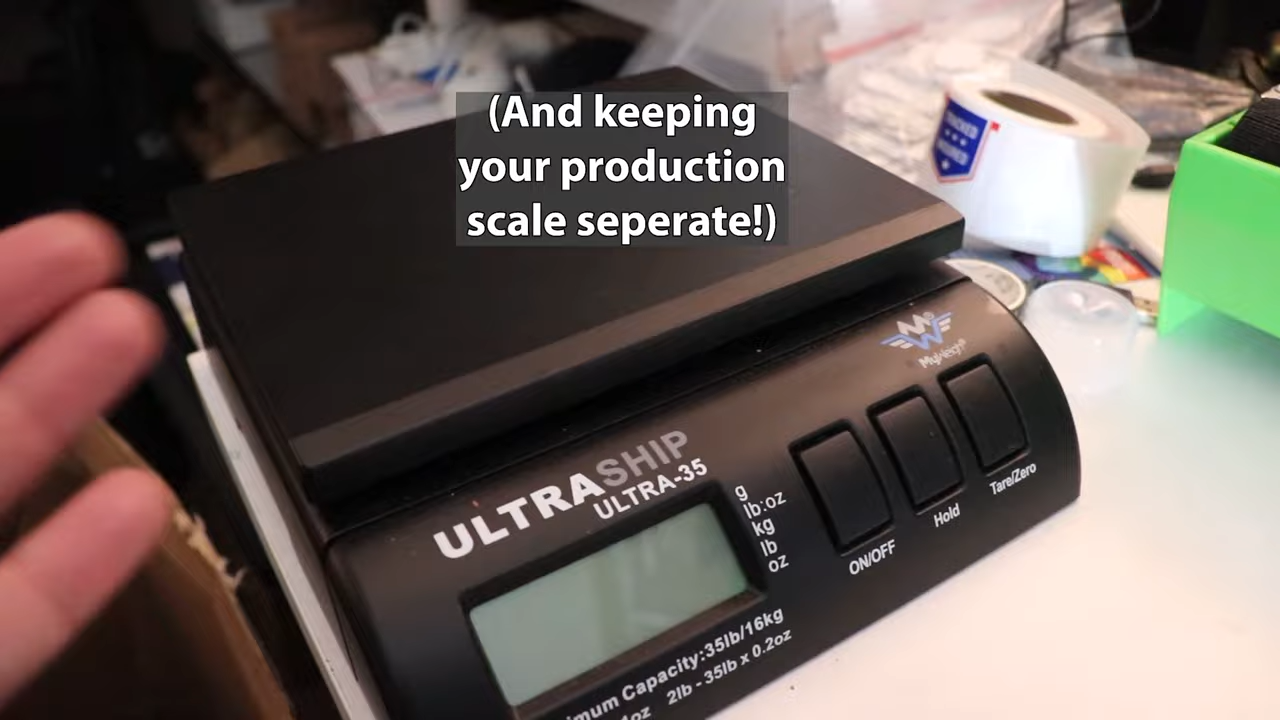 (And keeping
your production
scale seperate!)
MyWeigh®
ULTRASHIP
ULTRA-35
g
lb:oz
kg
lb
oz
ON/OFF
Hold
Tare/Zero
Capacity:35lb/16kg
2lb - 35lb x 0.2oz